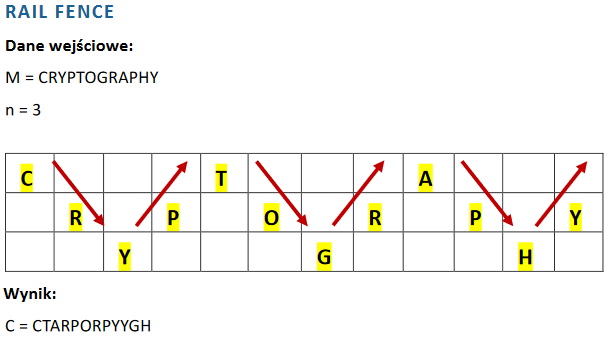 RAIL FENCE
Dane wejściowe:
M = CRYPTOGRAPHY
n = 3
C T A
R P O R P Y
Y G H
Wynik:
C = CTARPORPYYGH